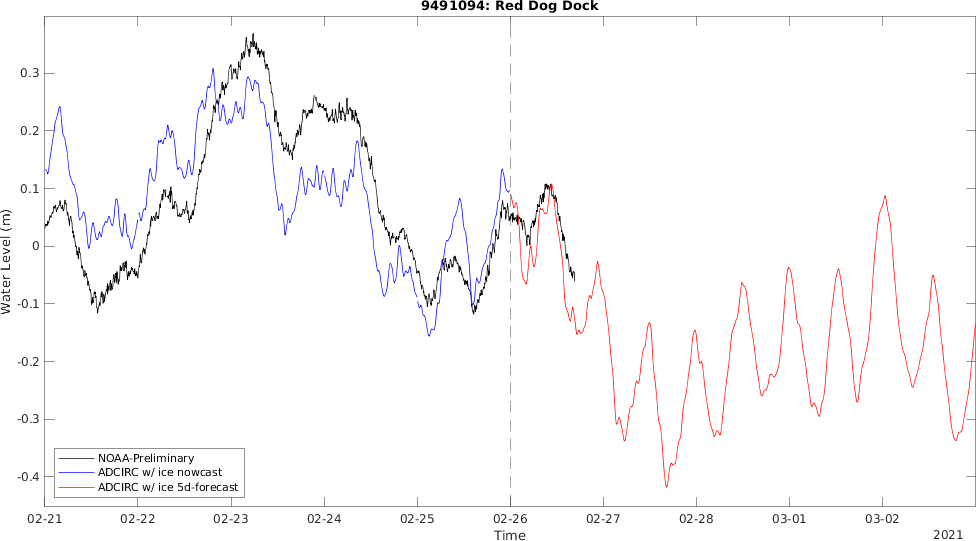 9491094: Red Dog Dock
Water Level (m)
0.3
0.2
0.1
0
-0.1
-0.2
-0.3
-0.4
NOAA-Preliminary
ADCIRC w/ ice nowcast
ADCIRC w/ ice 5d-forecast
02-21 02-22 02-23 02-24 02-25 02-26 02-27 02-28 03-01 03-02
Time
2021